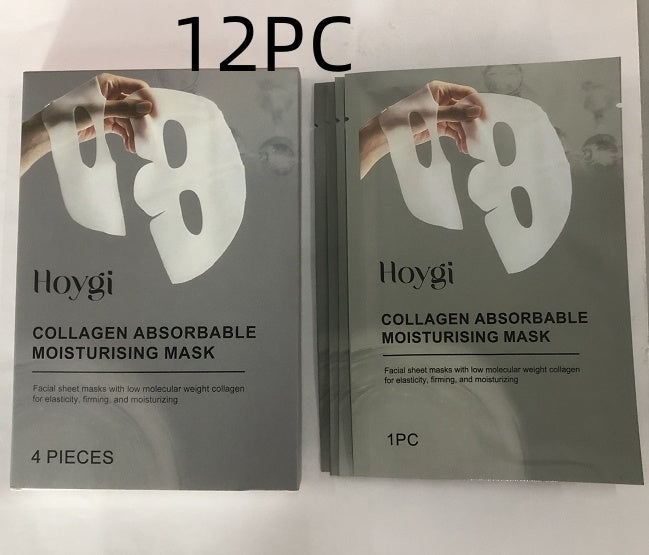 12PC
Hoygi
COLLAGEN ABSORBABLE
MOISTURISING MASK
Facial sheet masks with low molecular weight collagen
for elasticity, firming, and moisturizing
4 PIECES
Hoygi
COLLAGEN ABSORBABLE
MOISTURISING MASK
Facial sheet masks with low molecular weight collagen
for elasticity, firming, and moisturizing
1PC